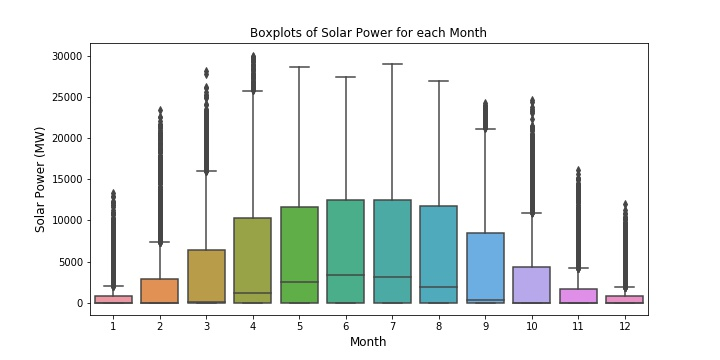 Boxplots of Solar Power for each Month
30000
25000
20000
15000
10000
5000
0
Solar Power (MW)
1 2 3 4 5 6 7 8 9 10 11 12
Month